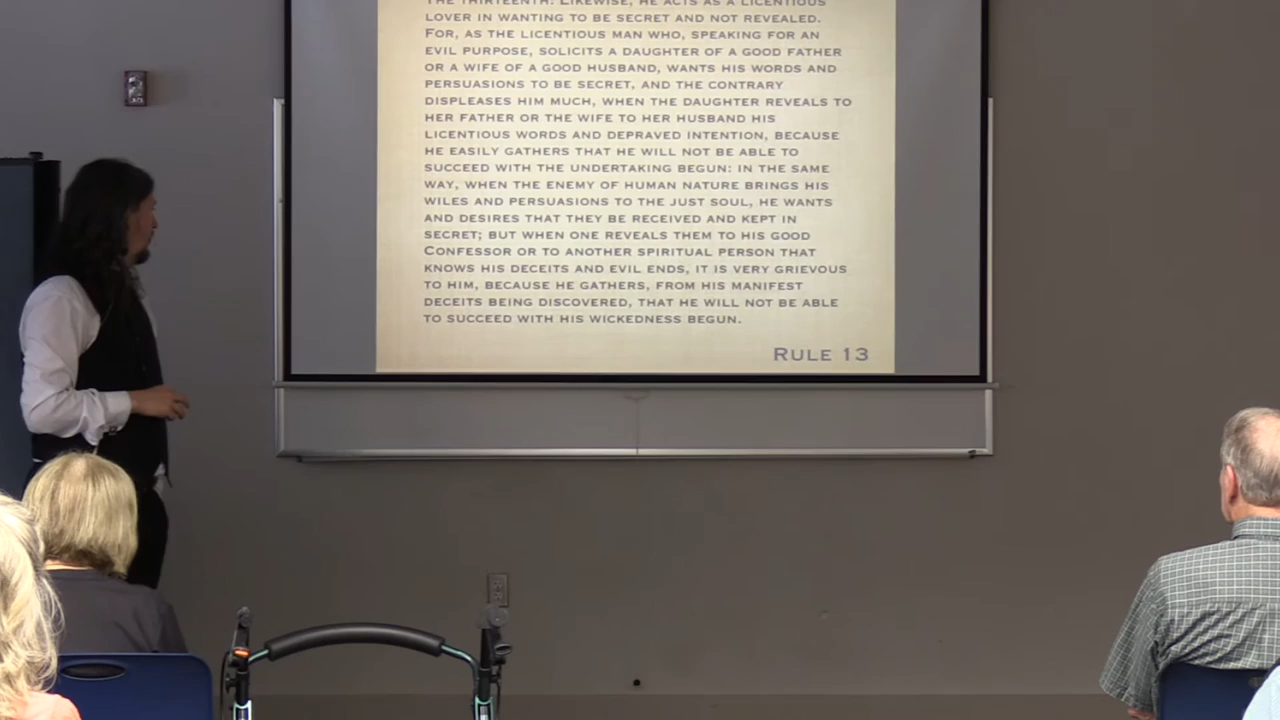 THE THIRTEENTH: LIKEWISE, HE ACTS AS A LICENTIOUS
LOVER IN WANTING TO BE SECRET AND NOT REVEALED.
FOR, AS THE LICENTIOUS MAN WHO, SPEAKING FOR AN
EVIL PURPOSE, SOLICITS A DAUGHTER OF A GOOD FATHER
OR A WIFE OF A GOOD HUSBAND, WANTS HIS WORDS AND
PERSUASIONS TO BE SECRET, AND THE CONTRARY
DISPLEASES HIM MUCH, WHEN THE DAUGHTER REVEALS TO
HER FATHER OR THE WIFE TO HER HUSBAND HIS
LICENTIOUS WORDS AND DEPRAVED INTENTION, BECAUSE
HE EASILY GATHERS THAT HE WILL NOT BE ABLE TO
SUCCEED WITH THE UNDERTAKING BEGUN: IN THE SAME
WAY, WHEN THE ENEMY OF HUMAN NATURE BRINGS HIS
WILES AND PERSUASIONS TO THE JUST SOUL, HE WANTS
AND DESIRES THAT THEY BE RECEIVED AND KEPT IN
SECRET; BUT WHEN ONE REVEALS THEM TO HIS GOOD
CONFESSOR OR TO ANOTHER SPIRITUAL PERSON THAT
KNOWS HIS DECEITS AND EVIL ENDS, IT IS VERY GRIEVOUS
TO HIM, BECAUSE HE GATHERS, FROM HIS MANIFEST
DECEITS BEING DISCOVERED, THAT HE WILL NOT BE ABLE
TO SUCCEED WITH HIS WICKEDNESS BEGUN.
RULE 13